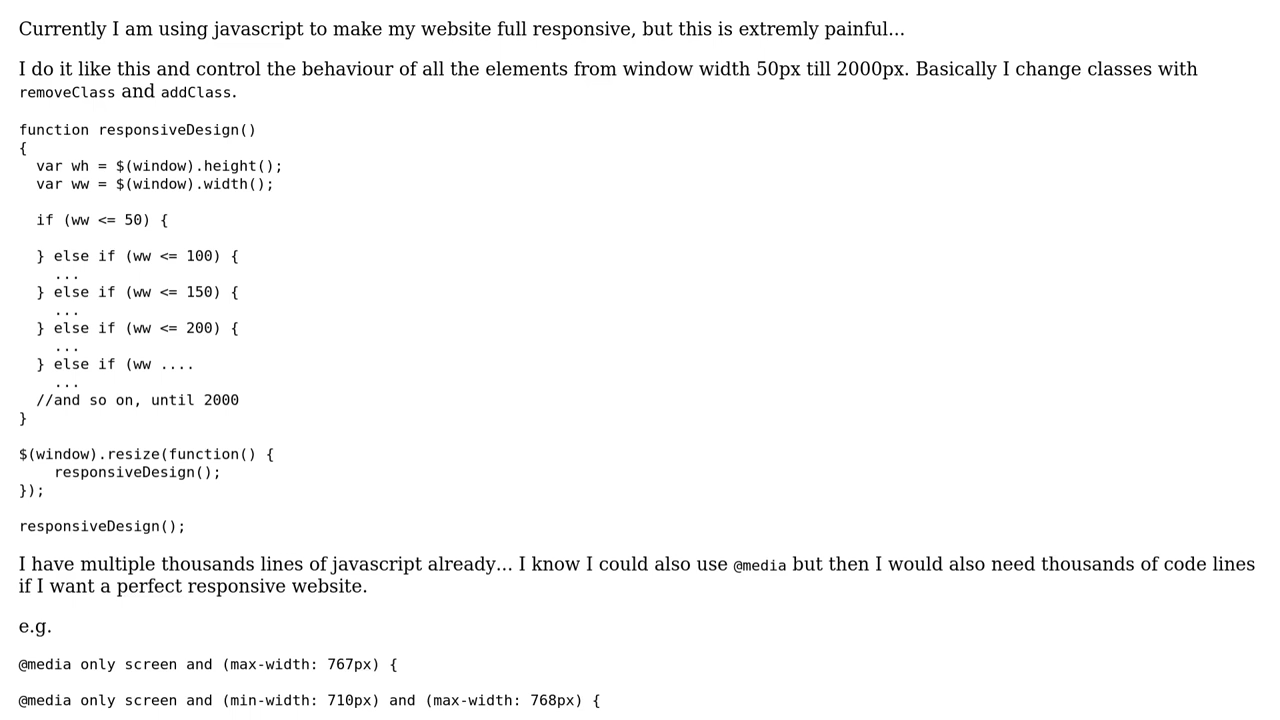 Currently I am using javascript to make my website full responsive, but this is extremly painful...
I do it like this and control the behaviour of all the elements from window width 50px till 2000px. Basically I change classes with
removeClass and addClass.
function responsiveDesign()
{
  var wh = $(window).height();
  var ww = $(window).width();
  if (ww <= 50) {
  } else if (ww <= 100) {
    ...
  } else if (ww <= 150) {
    ...
  } else if (ww <= 200) {
    ...
  } else if (ww ....
    ...
  //and so on, until 2000
}
$(window).resize(function() {
    responsiveDesign();
});
responsiveDesign();
I have multiple thousands lines of javascript already... I know I could also use @media but then I would also need thousands of code lines
if I want a perfect responsive website.
e.g.
@media only screen and (max-width: 767px) {
@media only screen and (min-width: 710px) and (max-width: 768px) {